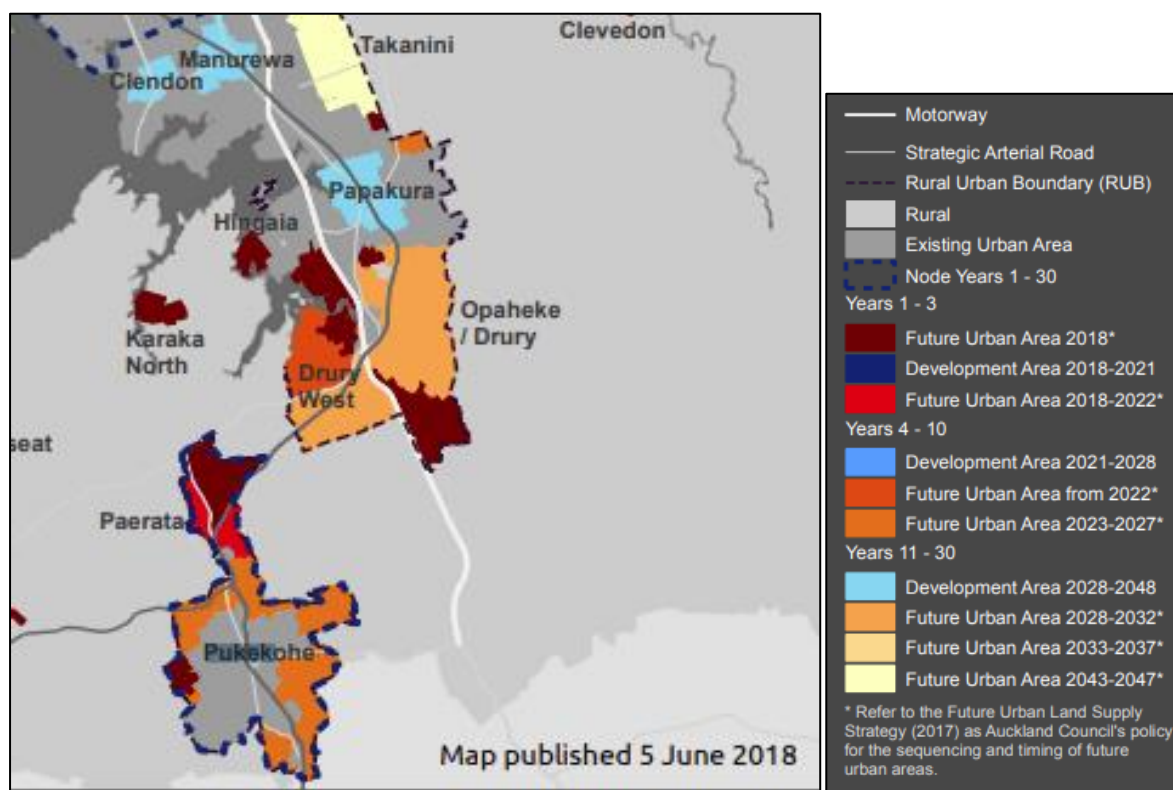 Takanini
Clevedon
Manurewa
Clendon
Papakura
Hingaia
Opaheke
/ Drury
Karaka
North
Drury
West
seat
Paerata
Pukekohe
Map published 5 June 2018
Motorway
Strategic Arterial Road
Rural Urban Boundary (RUB)
Rural
Existing Urban Area
Node Years 1 - 30
Years 1 - 3
Future Urban Area 2018*
Development Area 2018-2021
Future Urban Area 2018-2022*
Years 4 - 10
Development Area 2021-2028
Future Urban Area from 2022*
Future Urban Area 2023-2027*
Years 11 - 30
Development Area 2028-2048
Future Urban Area 2028-2032*
Future Urban Area 2033-2037*
Future Urban Area 2043-2047*
* Refer to the Future Urban Land Supply
Strategy (2017) as Auckland Council's policy
for the sequencing and timing of future
urban areas.